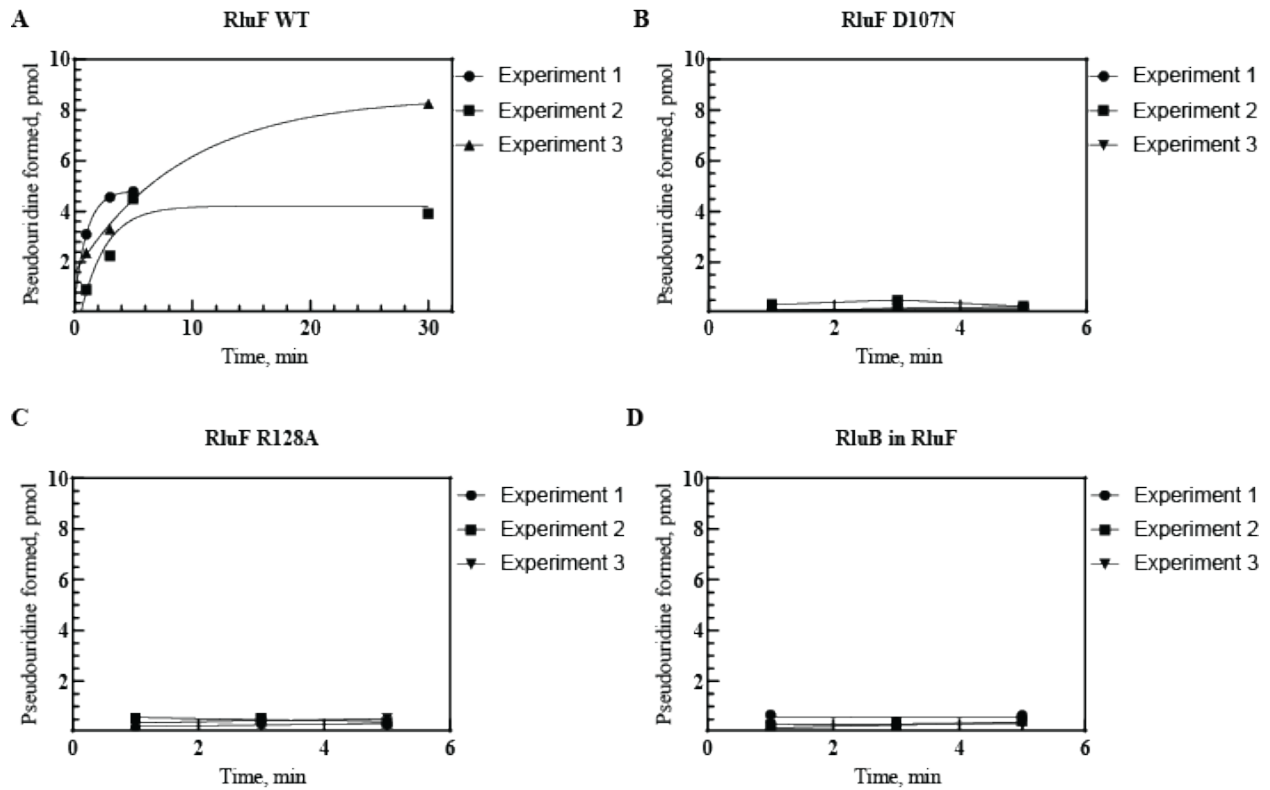 A
RluF WT
Pseudouridine formed, pmol
10
8
6
4
2
0
10
20
30
Time, min
Experiment 1
Experiment 2
Experiment 3
B
RluF D107N
Pseudouridine formed, pmol
10
8
6
4
2
0
2
4
6
Time, min
Experiment 1
Experiment 2
Experiment 3
C
RluF R128A
Pseudouridine formed, pmol
10
8
6
4
2
0
2
4
6
Time, min
Experiment 1
Experiment 2
Experiment 3
D
RluB in RluF
Pseudouridine formed, pmol
10
8
6
4
2
0
2
4
6
Time, min
Experiment 1
Experiment 2
Experiment 3